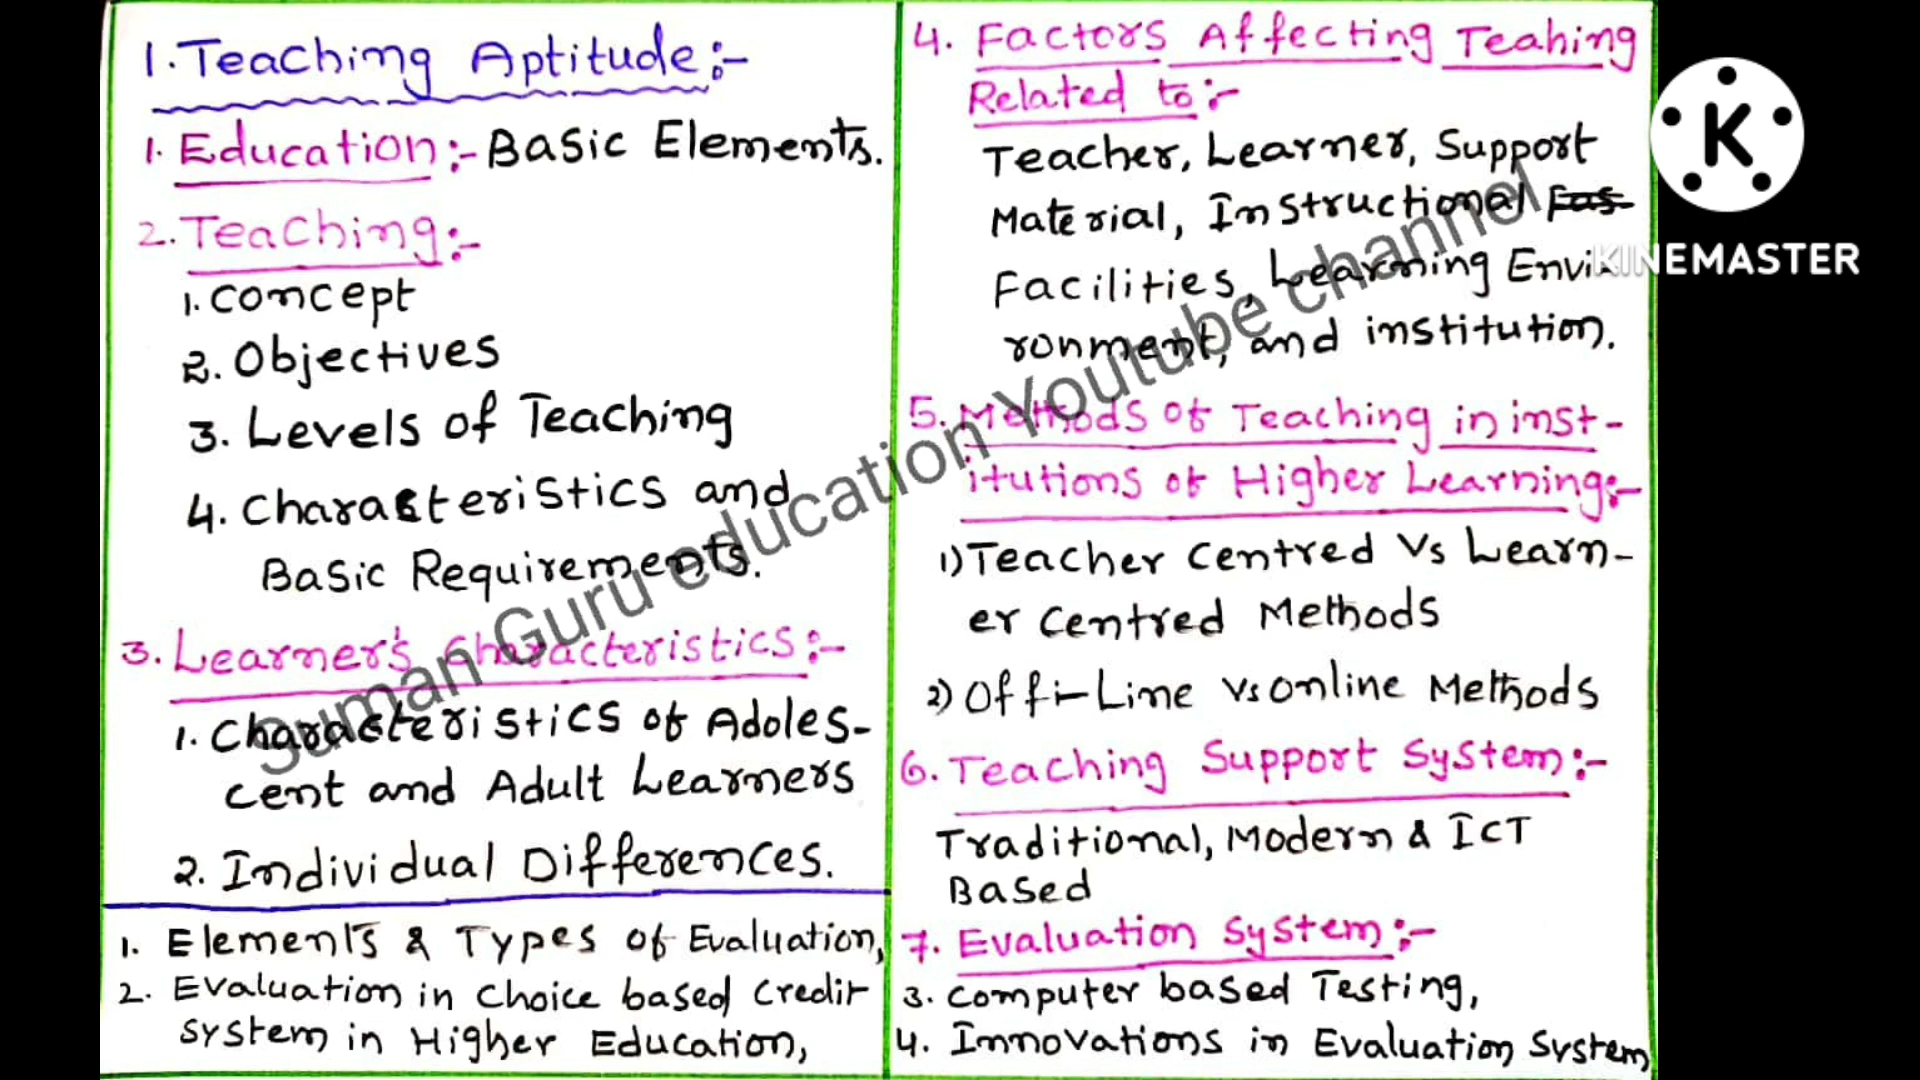 1. Teaching Aptitude:-
1. Education:- Basic Elements.
2. Teaching:-
1. Concept
2. Objectives
3. Levels of Teaching
4. Characteristics and
Basic Requirements.
3. Learner's Characteristics:-
1. Characteristics of Adoles-
cent and Adult Learners
2. Individual Differences.
4. Factors Affecting Teahing
Related to:-
Teacher, Learner, Support
Material, Instructional
Facilities, Learning Envi
ronment, and institution.
5. Methods of Teaching in inst-
itutions of Higher Learning:-
1) Teacher Centred Vs Learn-
er Centred Methods
2) Off-Line Vs online Methods
6. Teaching Support System:-
Traditional, Modern & ICT
Based
7. Evaluation System:-
1. Elements & Types of Evaluation,
2. Evaluation in Choice based Credit
System in Higher Education,
3. Computer based Testing,
4. Innovations in Evaluation System
Suman Guru education Youtube channel
K
KINEMASTER